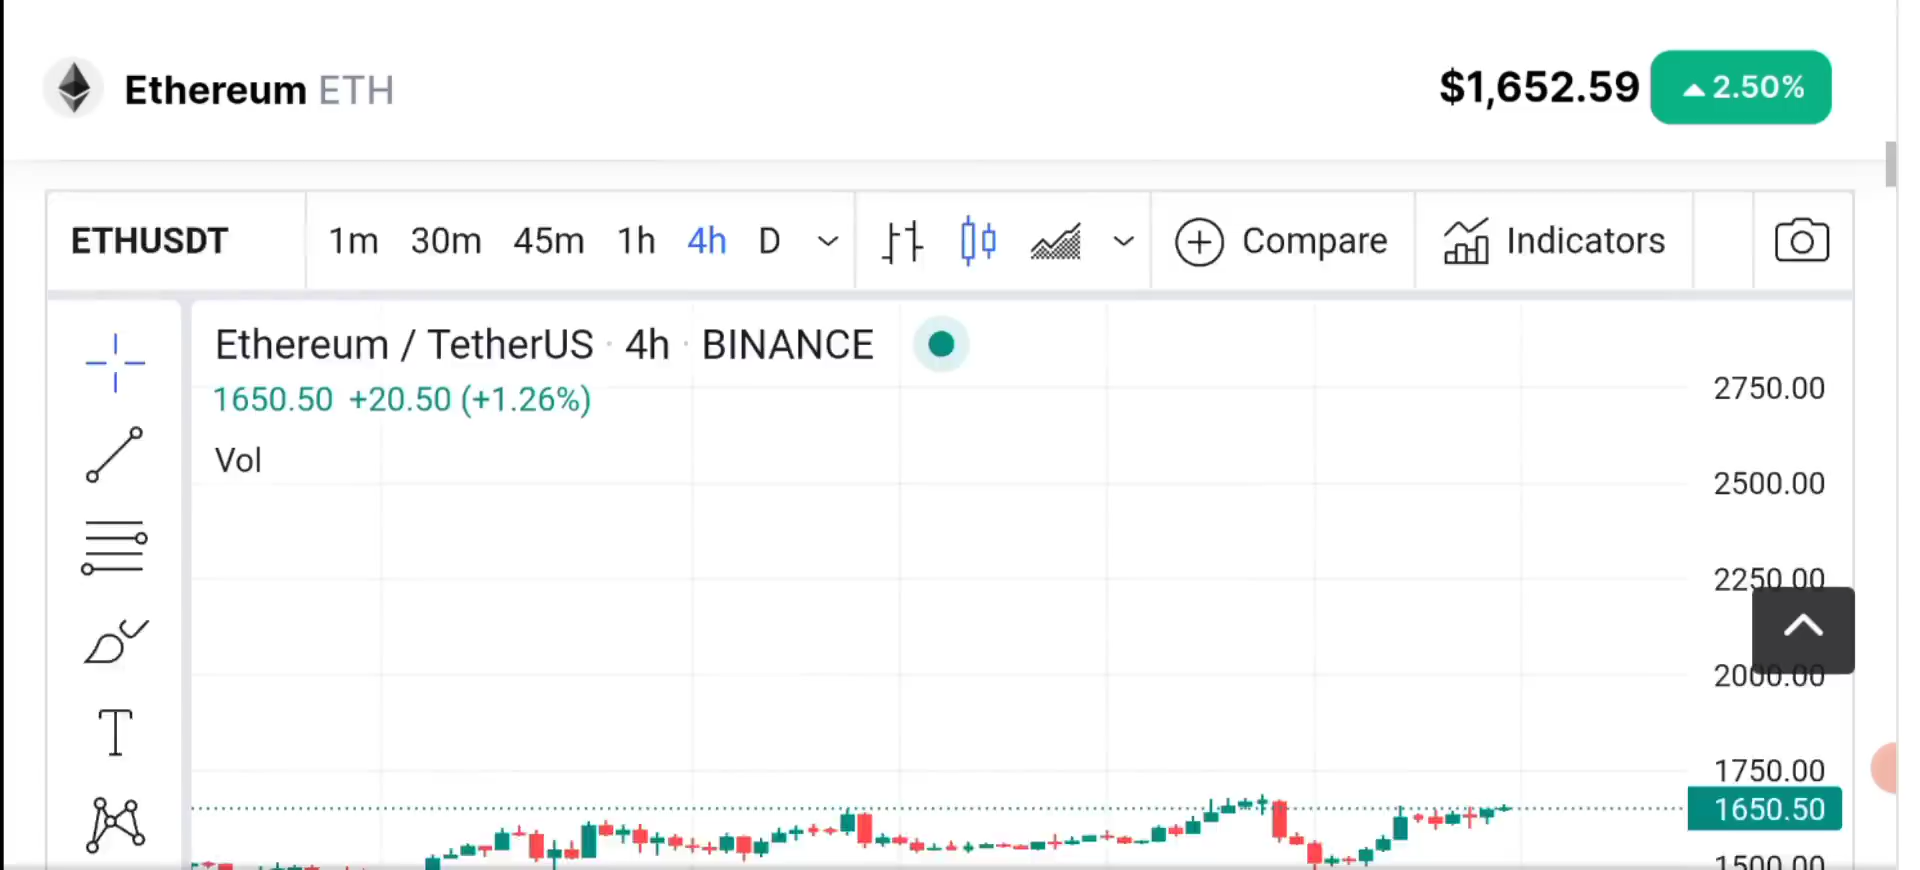 Ethereum ETH
$1,652.59 ▲ 2.50%
ETHUSDT 1m 30m 45m 1h 4h D Compare Indicators
Ethereum / TetherUS · 4h · BINANCE
1650.50 +20.50 (+1.26%)
Vol
2750.00
2500.00
2250.00
2000.00
1750.00
1650.50
1500.00